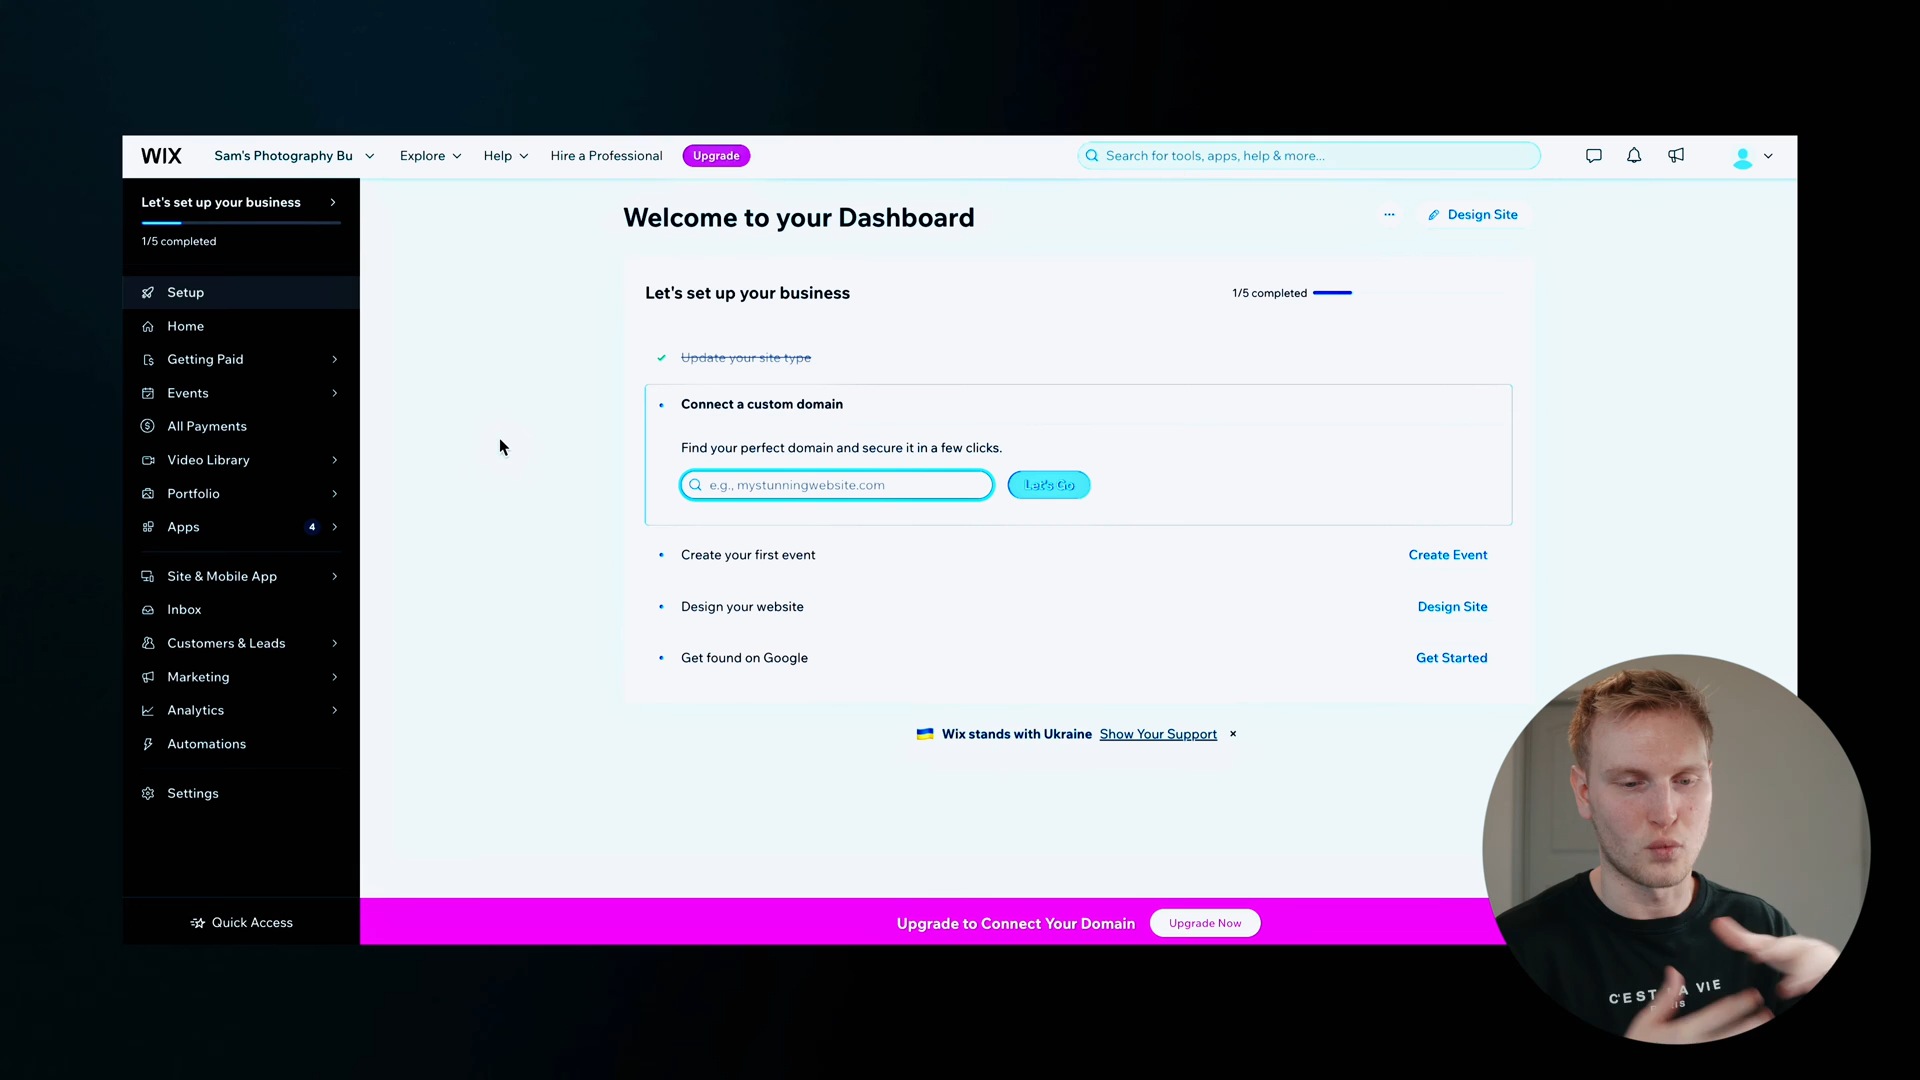 WIX
Sam's Photography Bu
Explore
Help
Hire a Professional
Upgrade
Search for tools, apps, help & more...
Let's set up your business
1/5 completed
Setup
Home
Getting Paid
Events
All Payments
Video Library
Portfolio
Apps
4
Site & Mobile App
Inbox
Customers & Leads
Marketing
Analytics
Automations
Settings
Quick Access
Welcome to your Dashboard
Design Site
Let's set up your business
1/5 completed
Update your site type
Connect a custom domain
Find your perfect domain and secure it in a few clicks.
e.g., mystunningwebsite.com
Let's Go
Create your first event
Create Event
Design your website
Design Site
Get found on Google
Get Started
Wix stands with Ukraine Show Your Support
Upgrade to Connect Your Domain
Upgrade Now
C'EST VIE